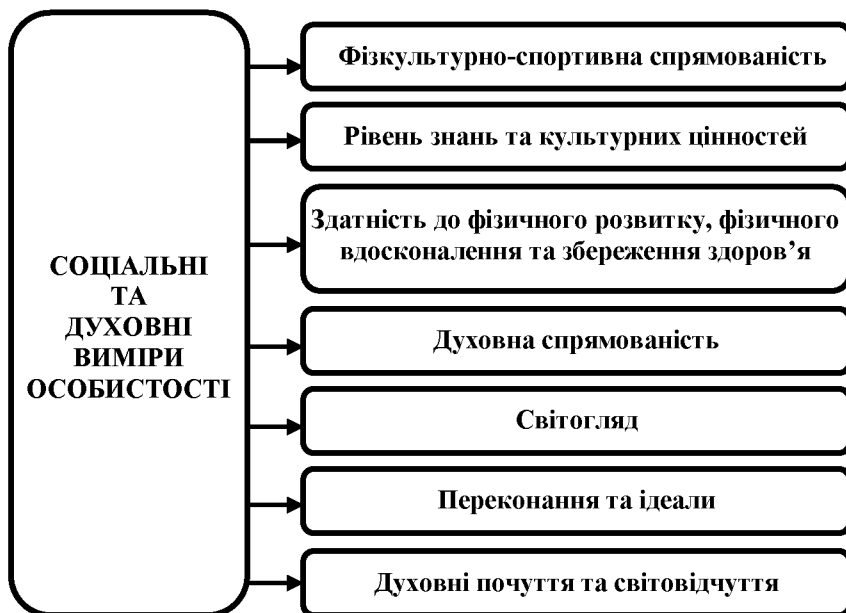 СОЦІАЛЬНІ
ТА
ДУХОВНІ
ВИМІРИ
ОСОБИСТОСТІ
Фізкультурно-спортивна спрямованість
Рівень знань та культурних цінностей
Здатність до фізичного розвитку, фізичного
вдосконалення та збереження здоров’я
Духовна спрямованість
Світогляд
Переконання та ідеали
Духовні почуття та світовідчуття